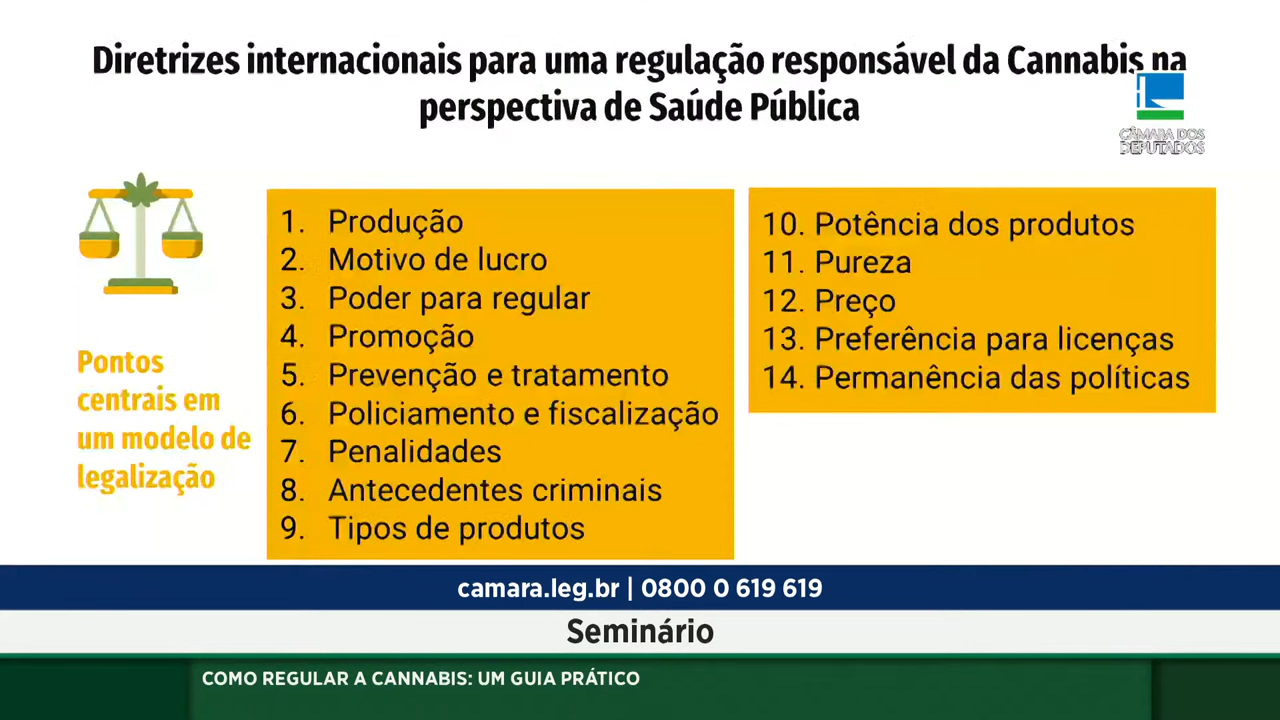 Diretrizes internacionais para uma regulação responsável da Cannabis na
perspectiva de Saúde Pública
CÂMARA DOS
DEPUTADOS
Pontos
centrais em
um modelo de
legalização
1. Produção
2. Motivo de lucro
3. Poder para regular
4. Promoção
5. Prevenção e tratamento
6. Policiamento e fiscalização
7. Penalidades
8. Antecedentes criminais
9. Tipos de produtos
10. Potência dos produtos
11. Pureza
12. Preço
13. Preferência para licenças
14. Permanência das políticas
camara.leg.br | 0800 0 619 619
Seminário
COMO REGULAR A CANNABIS: UM GUIA PRÁTICO